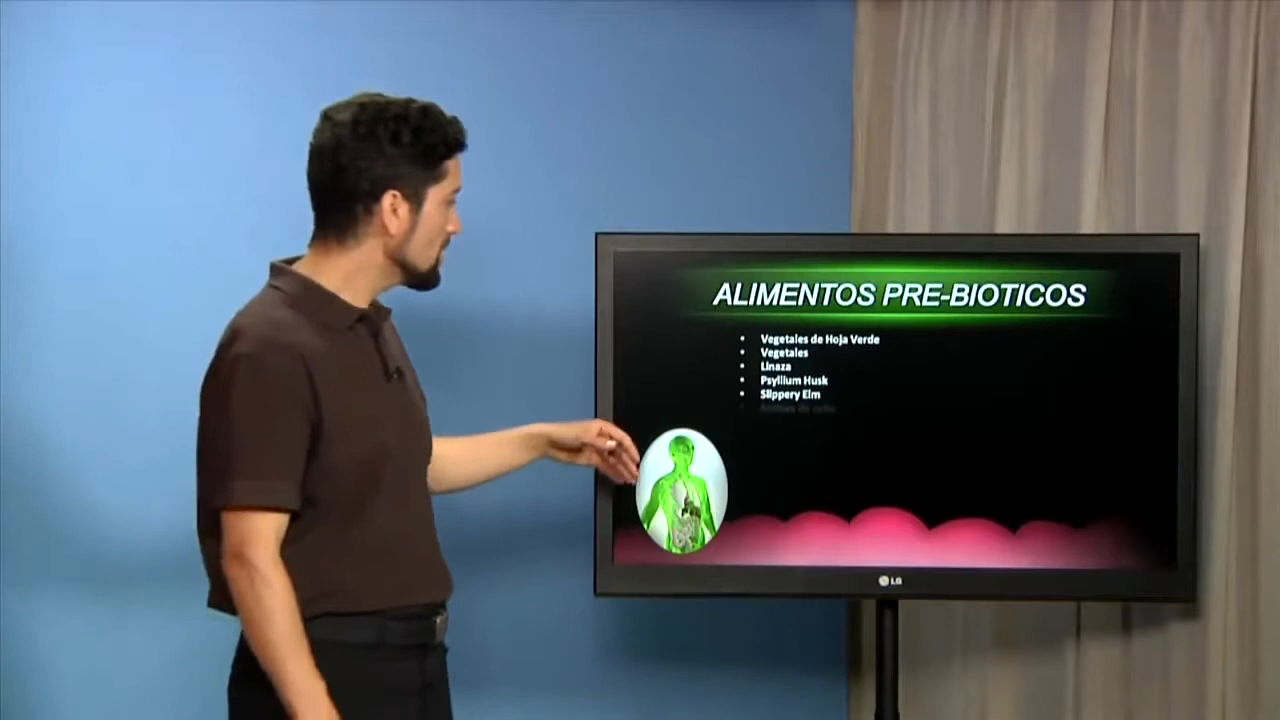 ALIMENTOS PRE-BIOTICOS
• Vegetales de Hoja Verde
• Vegetales
• Linaza
• Psyllium Husk
• Slippery Elm
LG